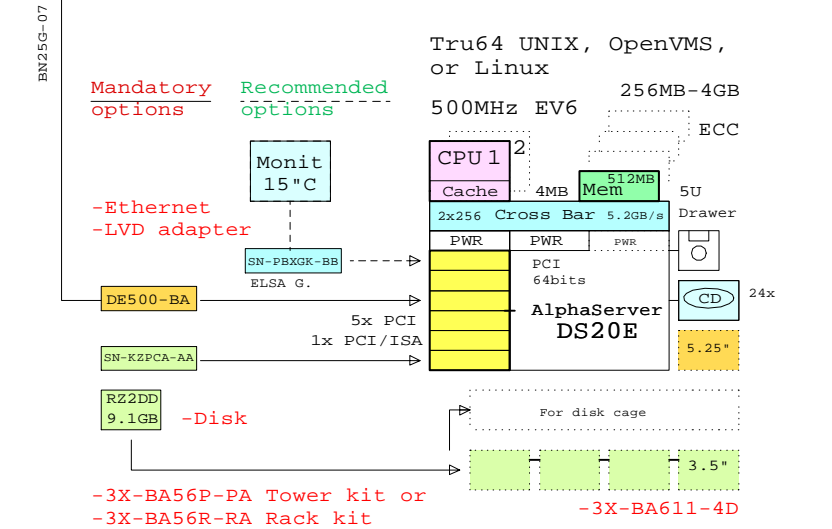 BN25G-07
Tru64 UNIX, OpenVMS,
or Linux
Mandatory
options
Recommended
options
256MB-4GB
500MHz EV6
ECC
2
CPU 1
Cache
4MB
512MB
Mem
5U
Drawer
Monit
15"C
-Ethernet
-LVD adapter
2x256 Cross Bar 5.2GB/s
PWR
PWR
PWR
SN-PBXGK-BB
ELSA G.
PCI
64bits
DE500-BA
CD
24x
5x PCI
1x PCI/ISA
AlphaServer
DS20E
SN-KZPCA-AA
5.25"
RZ2DD
9.1GB
-Disk
For disk cage
3.5"
-3X-BA56P-PA Tower kit or
-3X-BA56R-RA Rack kit
-3X-BA611-4D